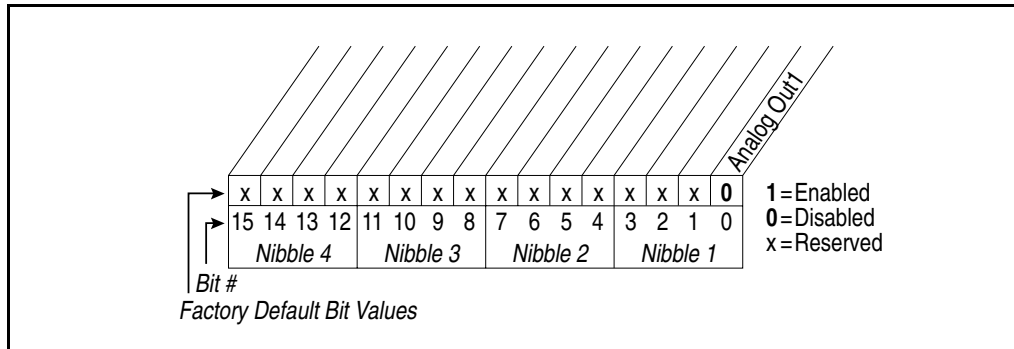 Analog Out1
x x x x x x x x x x x x x x x 0
15 14 13 12 11 10 9 8 7 6 5 4 3 2 1 0
Nibble 4 Nibble 3 Nibble 2 Nibble 1
1=Enabled
0=Disabled
x=Reserved
Bit #
Factory Default Bit Values